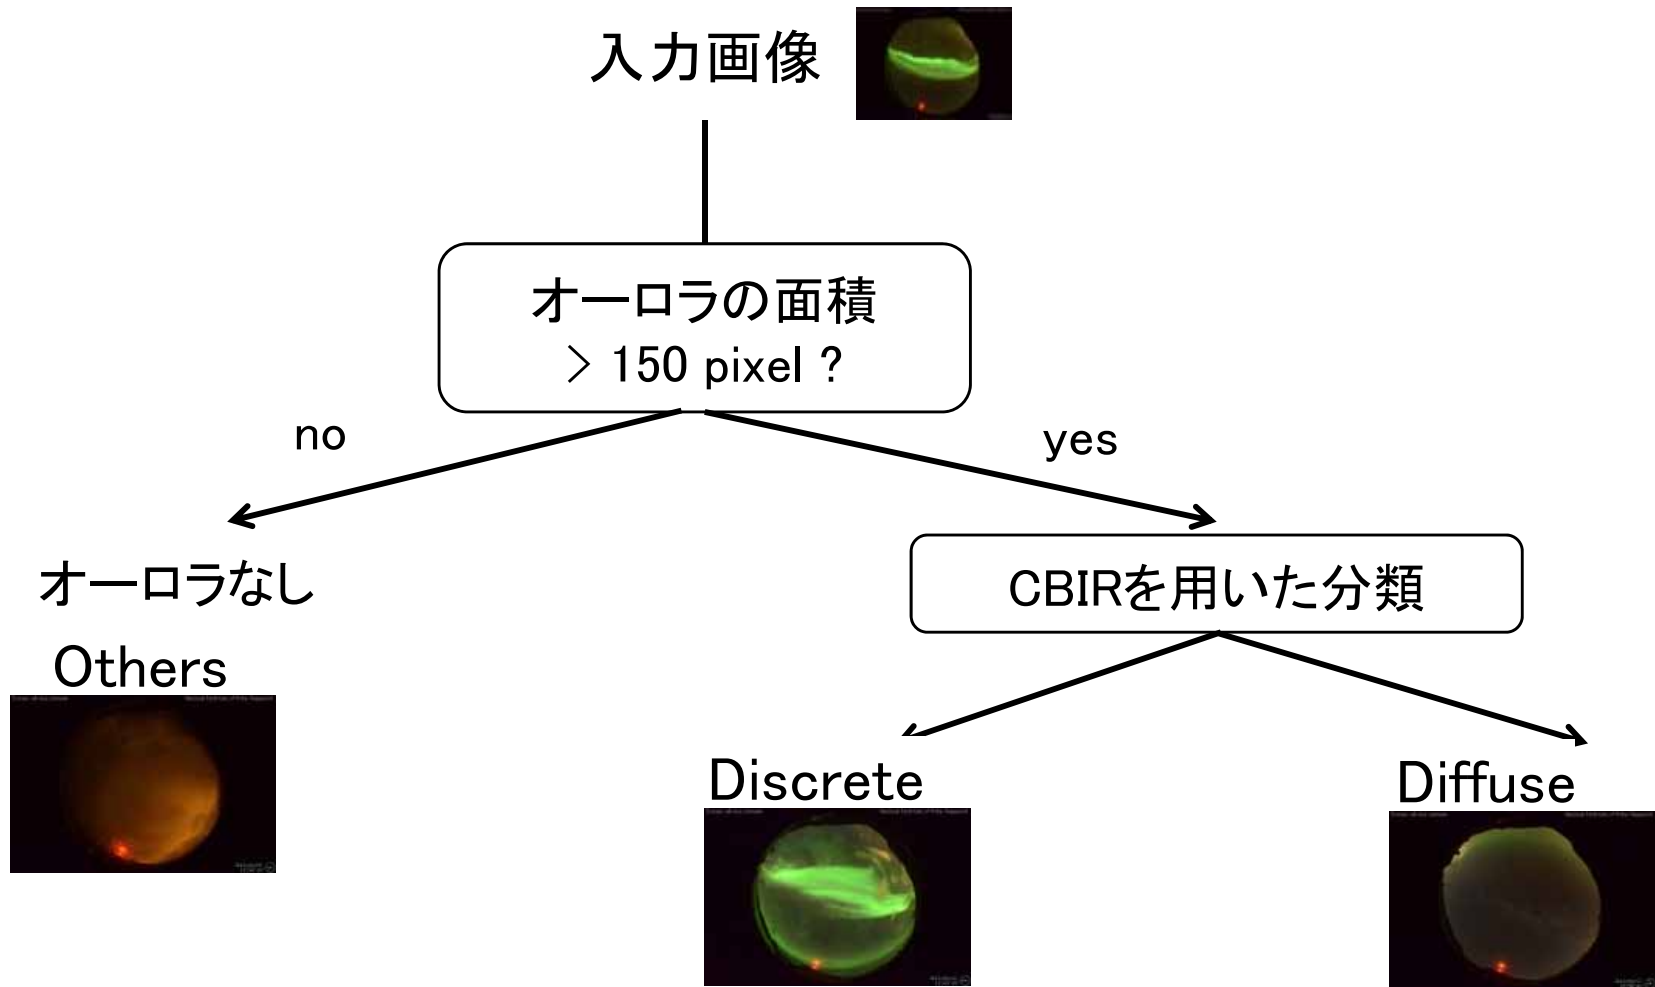 入力画像
オーロラの面積
＞ 150 pixel ?
no
yes
オーロラなし
CBIRを用いた分類
Others
Discrete
Diffuse